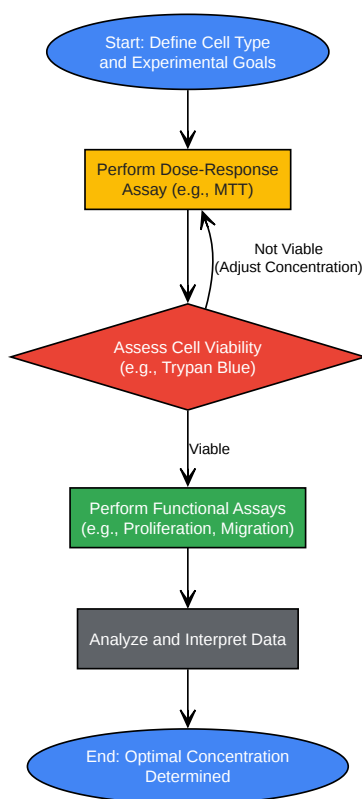 Start: Define Cell Type
and Experimental Goals
Perform Dose-Response
Assay (e.g., MTT)
Not Viable
(Adjust Concentration)
Assess Cell Viability
(e.g., Trypan Blue)
Viable
Perform Functional Assays
(e.g., Proliferation, Migration)
Analyze and Interpret Data
End: Optimal Concentration
Determined